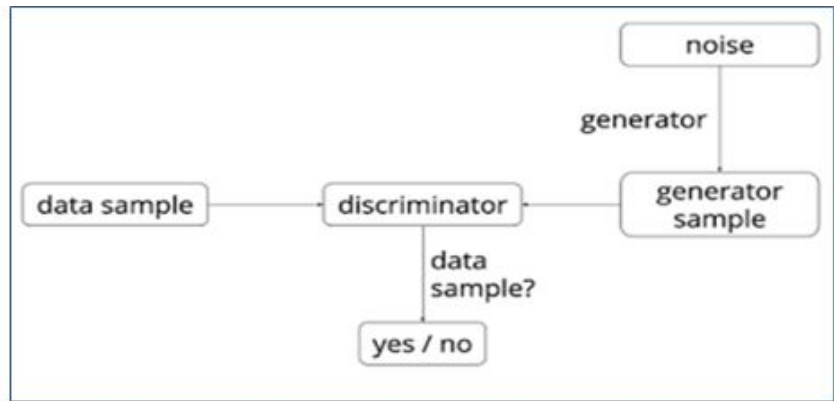 noise
generator
data sample
discriminator
generator
sample
data
sample?
yes / no